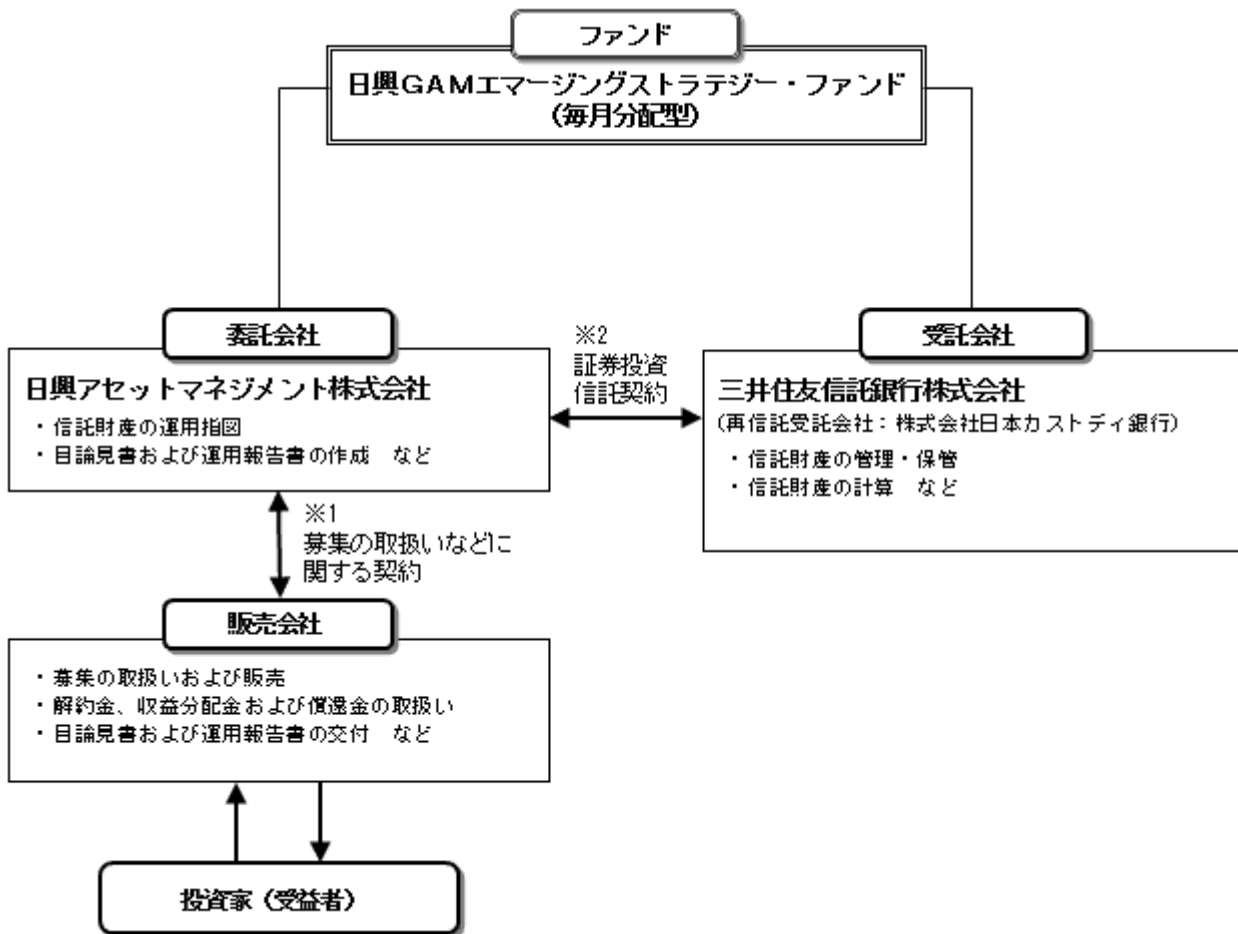 ファンド
日興GAMエマージングストラテジー・ファンド
(毎月分配型)
委託会社
日興アセットマネジメント株式会社
・信託財産の運用指図
・目論見書および運用報告書の作成　など
※2
証券投資
信託契約
受託会社
三井住友信託銀行株式会社
(再信託受託会社：株式会社日本カストディ銀行)
・信託財産の管理・保管
・信託財産の計算　など
※1
募集の取扱いなどに
関する契約
販売会社
・募集の取扱いおよび販売
・解約金、収益分配金および償還金の取扱い
・目論見書および運用報告書の交付　など
投資家（受益者）